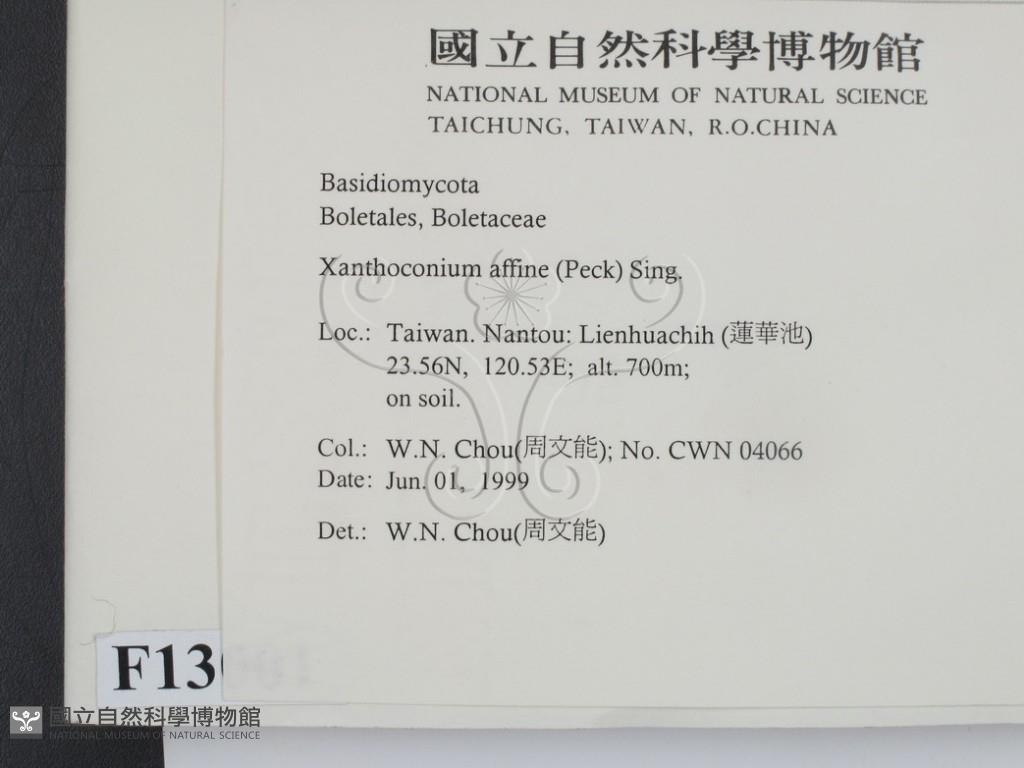 國立自然科學博物館
NATIONAL MUSEUM OF NATURAL SCIENCE
TAICHUNG, TAIWAN, R.O.CHINA
Basidiomycota
Boletales, Boletaceae
Xanthoconium affine (Peck) Sing.
Loc.: Taiwan. Nantou: Lienhuachih (蓮華池)
23.56N, 120.53E; alt. 700m;
on soil.
Col.: W.N. Chou(周文能); No. CWN 04066
Date: Jun. 01, 1999
Det.: W.N. Chou(周文能)
國立自然科學博物館
NATIONAL MUSEUM OF NATURAL SCIENCE